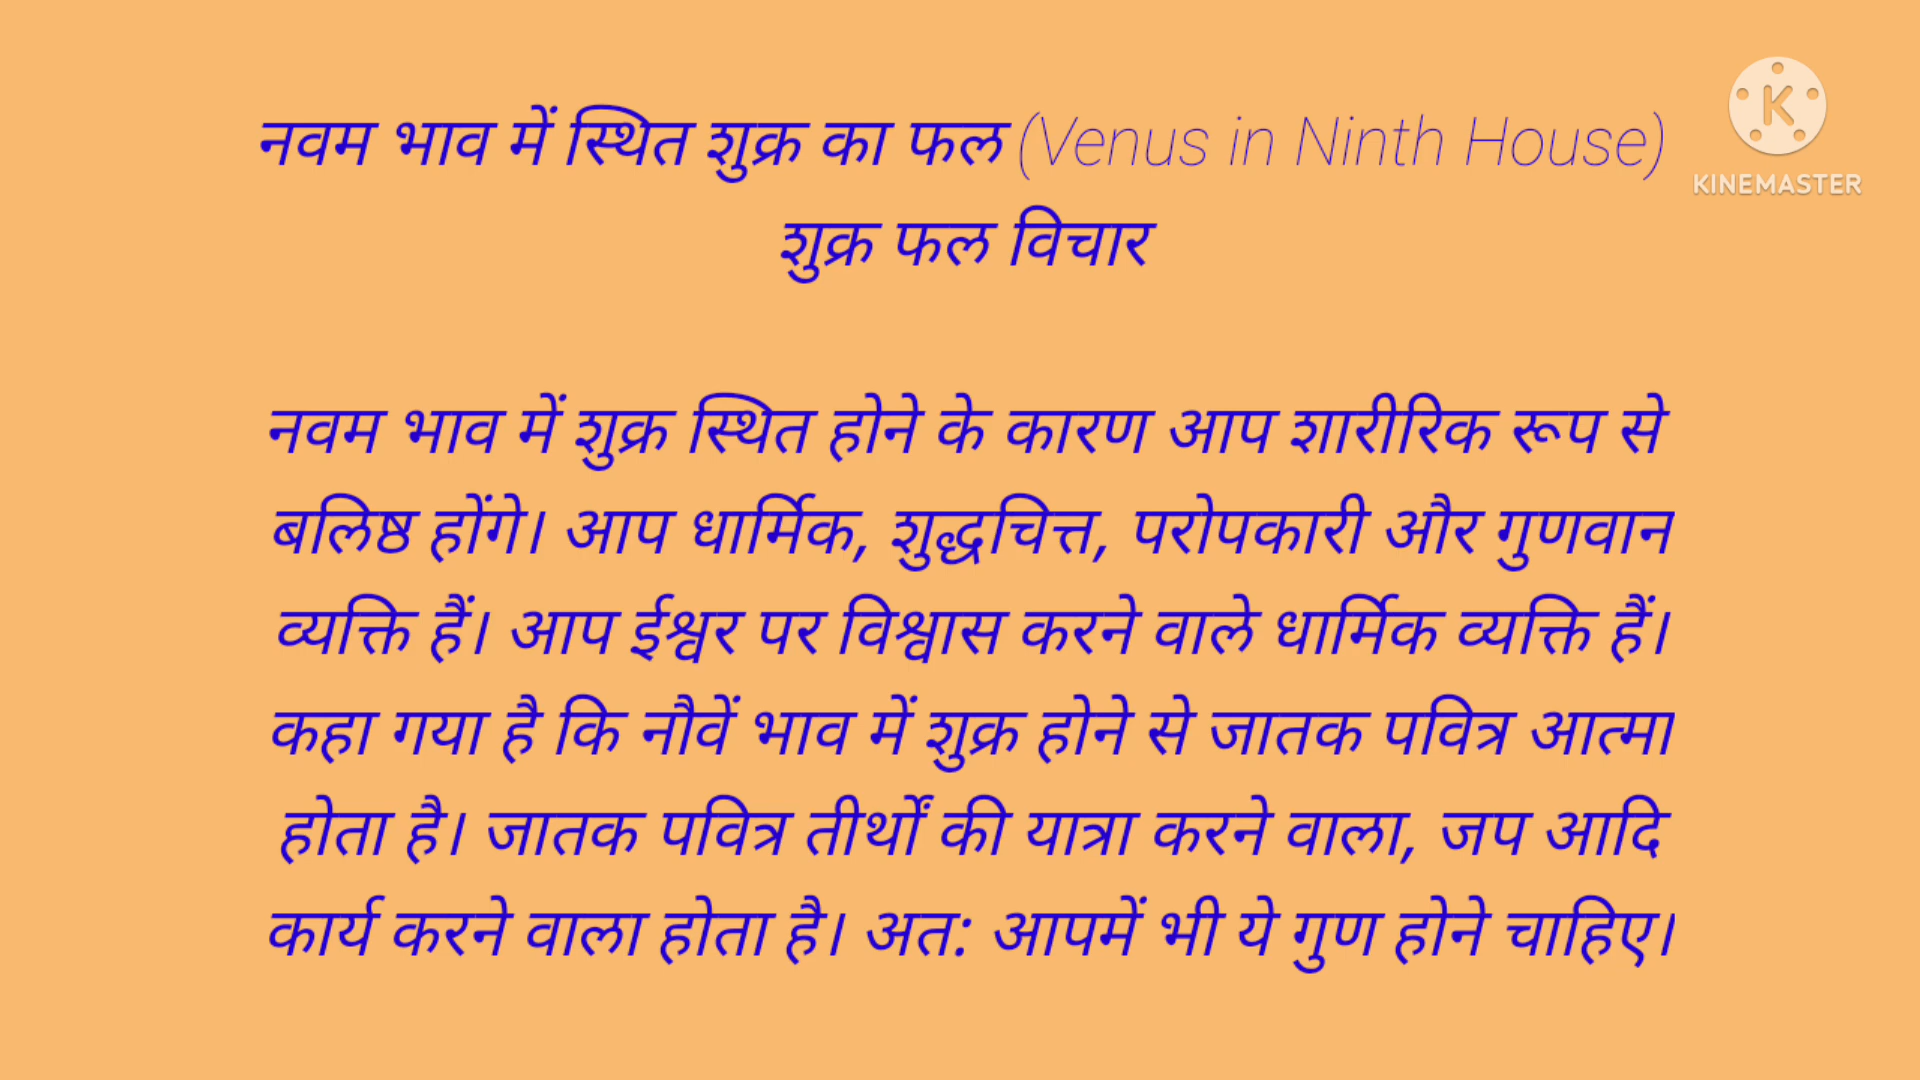 नवम भाव में स्थित शुक्र का फल (Venus in Ninth House)
शुक्र फल विचार
नवम भाव में शुक्र स्थित होने के कारण आप शारीरिक रूप से
बलिष्ठ होंगे। आप धार्मिक, शुद्धचित्त, परोपकारी और गुणवान
व्यक्ति हैं। आप ईश्वर पर विश्वास करने वाले धार्मिक व्यक्ति हैं।
कहा गया है कि नौवें भाव में शुक्र होने से जातक पवित्र आत्मा
होता है। जातक पवित्र तीर्थों की यात्रा करने वाला, जप आदि
कार्य करने वाला होता है। अत: आपमें भी ये गुण होने चाहिए।
K
KINEMASTER